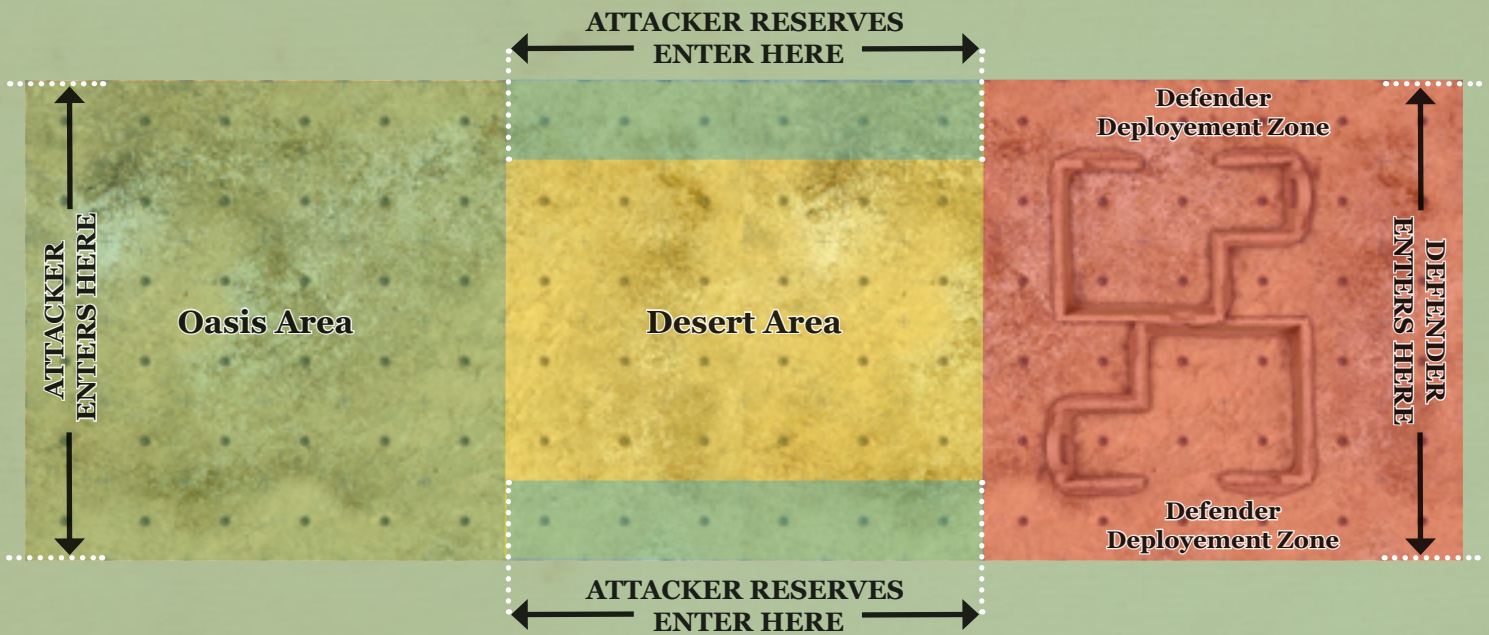 ATTACKER RESERVES
ENTER HERE
Defender
Deployement Zone
ATTACKER
ENTERS HERE
Oasis Area
Desert Area
DEFENDER
ENTERS HERE
Defender
Deployement Zone
ATTACKER RESERVES
ENTER HERE